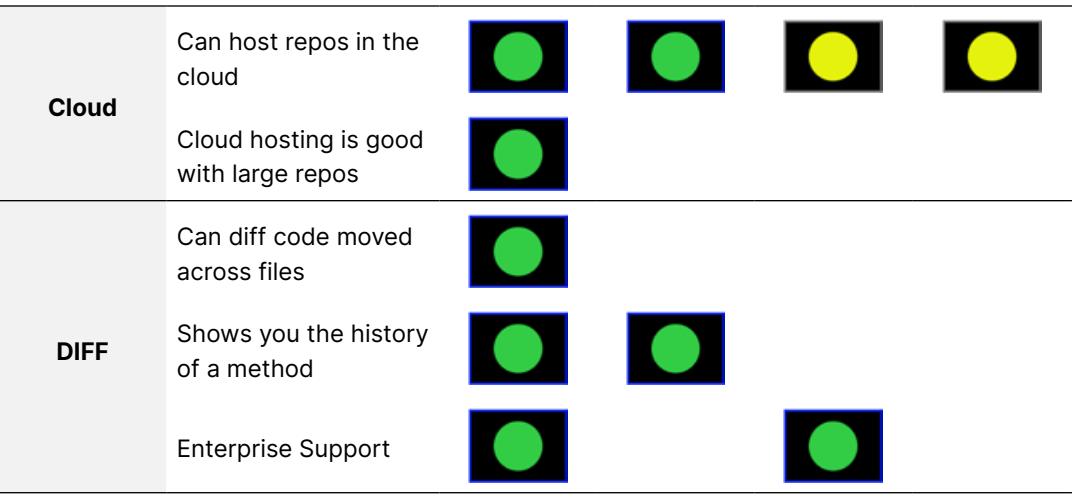 Cloud
Can host repos in the
cloud
Cloud hosting is good
with large repos
DIFF
Can diff code moved
across files
Shows you the history
of a method
Enterprise Support